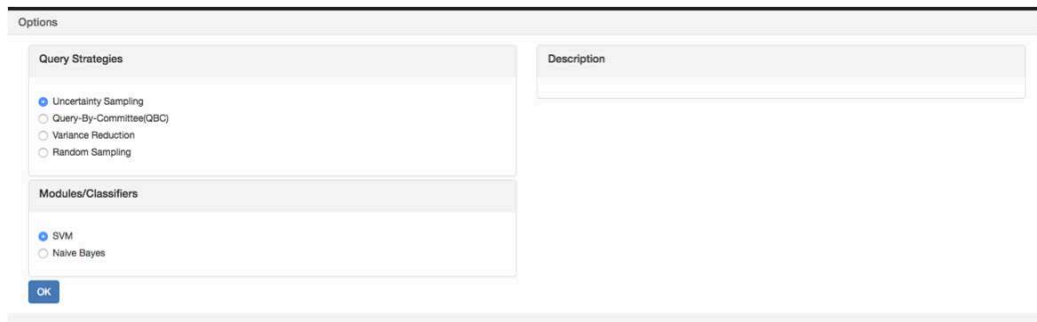 Options
Query Strategies
Uncertainty Sampling
Query-By-Committee(QBC)
Variance Reduction
Random Sampling
Modules/Classifiers
SVM
Naive Bayes
OK
Description